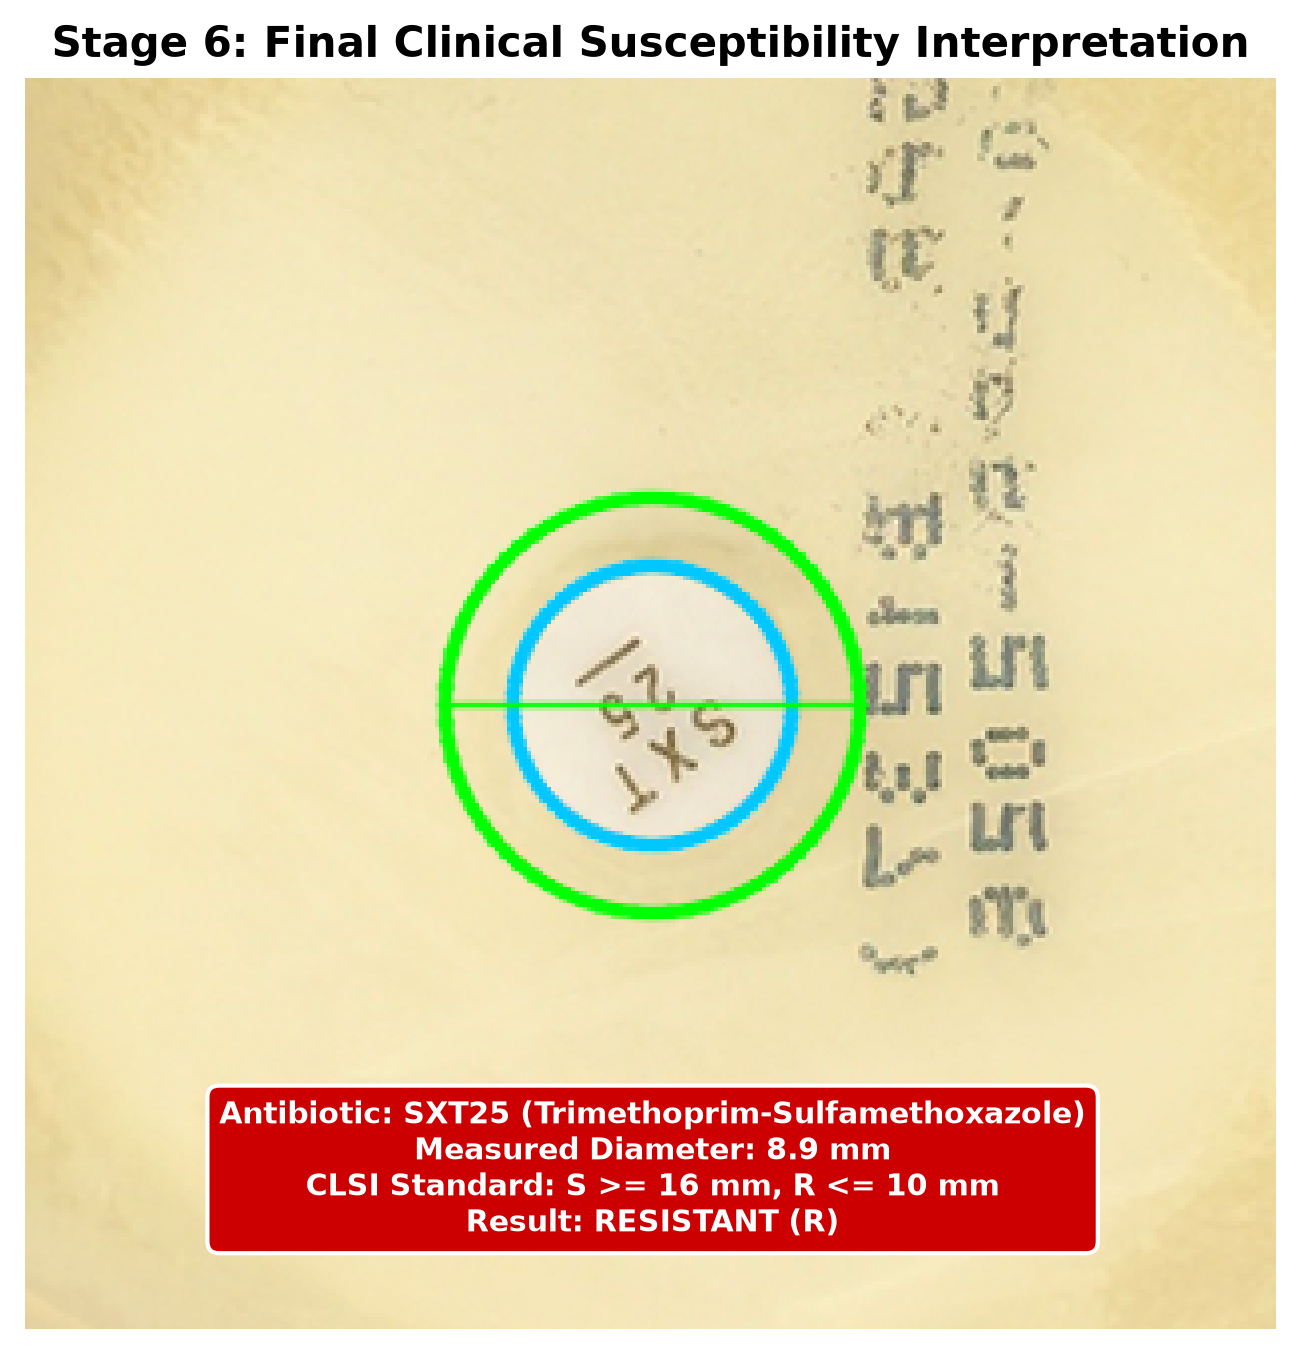 Stage 6: Final Clinical Susceptibility Interpretation
SXT
25
Antibiotic: SXT25 (Trimethoprim-Sulfamethoxazole)
Measured Diameter: 8.9 mm
CLSI Standard: S >= 16 mm, R <= 10 mm
Result: RESISTANT (R)